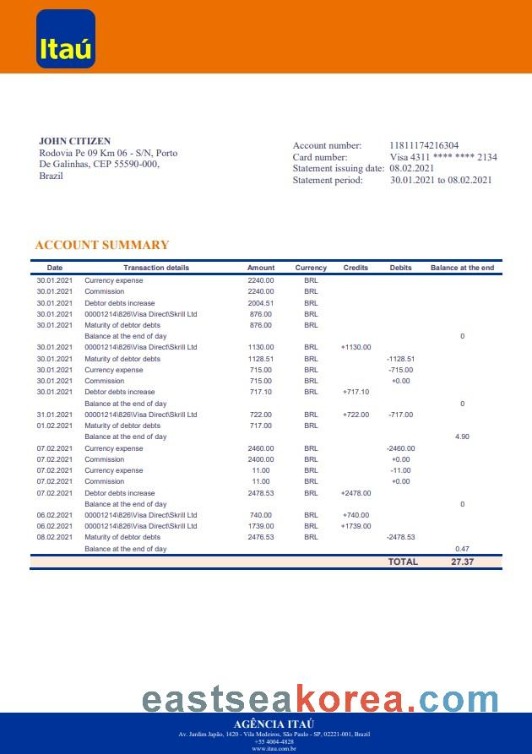 Itaú
JOHN CITIZEN
Rodovia Pe 09 Km 06 - S/N, Porto
De Galinhas, CEP 55590-000,
Brazil
Account number: 11811174216304
Card number: Visa 4311 **** **** 2134
Statement issuing date: 08.02.2021
Statement period: 30.01.2021 to 08.02.2021
ACCOUNT SUMMARY
Date Transaction details Amount Currency Credits Debits Balance at the end
30.01.2021 Currency expense 2240.00 BRL
30.01.2021 Commission 2240.00 BRL
30.01.2021 Debtor debts increase 2004.51 BRL
30.01.2021 00001214\826\Visa Direct\Skrill Ltd 876.00 BRL
30.01.2021 Maturity of debtor debts 876.00 BRL
Balance at the end of day 0
30.01.2021 00001214\826\Visa Direct\Skrill Ltd 1130.00 BRL +1130.00
30.01.2021 Maturity of debtor debts 1128.51 BRL -1128.51
30.01.2021 Currency expense 715.00 BRL -715.00
30.01.2021 Commission 715.00 BRL +0.00
30.01.2021 Debtor debts increase 717.10 BRL +717.10
Balance at the end of day 0
31.01.2021 00001214\826\Visa Direct\Skrill Ltd 722.00 BRL +722.00 -717.00
01.02.2021 Maturity of debtor debts 717.00 BRL
Balance at the end of day 4.90
07.02.2021 Currency expense 2460.00 BRL -2460.00
07.02.2021 Commission 2400.00 BRL +0.00
07.02.2021 Currency expense 11.00 BRL -11.00
07.02.2021 Commission 11.00 BRL +0.00
07.02.2021 Debtor debts increase 2478.53 BRL +2478.00
Balance at the end of day 0
06.02.2021 00001214\826\Visa Direct\Skrill Ltd 740.00 BRL +740.00
06.02.2021 00001214\826\Visa Direct\Skrill Ltd 1739.00 BRL +1739.00
08.02.2021 Maturity of debtor debts 2476.53 BRL -2478.53
Balance at the end of day 0.47
TOTAL 27.37
eastseakorea.com
AGÊNCIA ITAÚ
Av. Jardim Japão, 1420 - Vila Medeiros, São Paulo - SP, 02221-001, Brazil
+55 4004-4828
www.itau.com.br